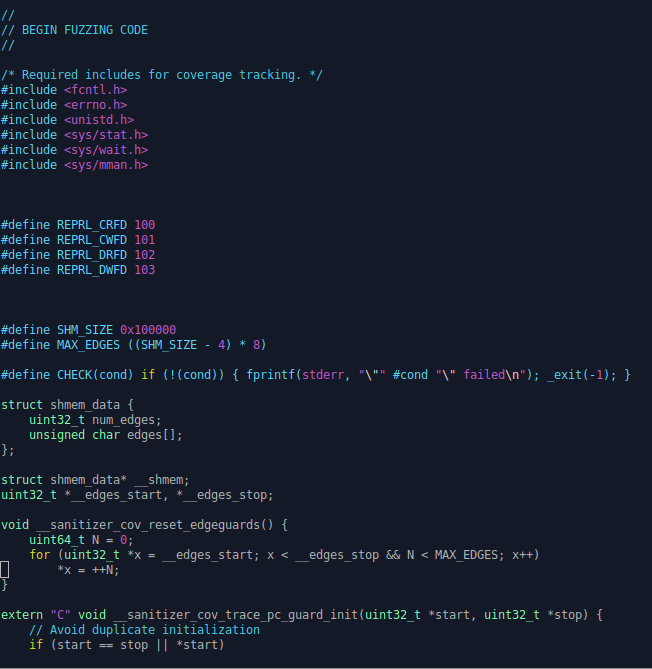 //
// BEGIN FUZZING CODE
//
/* Required includes for coverage tracking. */
#include <fcntl.h>
#include <errno.h>
#include <unistd.h>
#include <sys/stat.h>
#include <sys/wait.h>
#include <sys/mman.h>
#define REPRL_CRFD 100
#define REPRL_CWFD 101
#define REPRL_DRFD 102
#define REPRL_DWFD 103
#define SHM_SIZE 0x100000
#define MAX_EDGES ((SHM_SIZE - 4) * 8)
#define CHECK(cond) if (!(cond)) { fprintf(stderr, "\"" #cond "\" failed\n"); _exit(-1); }
struct shmem_data {
    uint32_t num_edges;
    unsigned char edges[];
};
struct shmem_data* __shmem;
uint32_t *__edges_start, *__edges_stop;
void __sanitizer_cov_reset_edgeguards() {
    uint64_t N = 0;
    for (uint32_t *x = __edges_start; x < __edges_stop && N < MAX_EDGES; x++)
        *x = ++N;
}
extern "C" void __sanitizer_cov_trace_pc_guard_init(uint32_t *start, uint32_t *stop) {
    // Avoid duplicate initialization
    if (start == stop || *start)